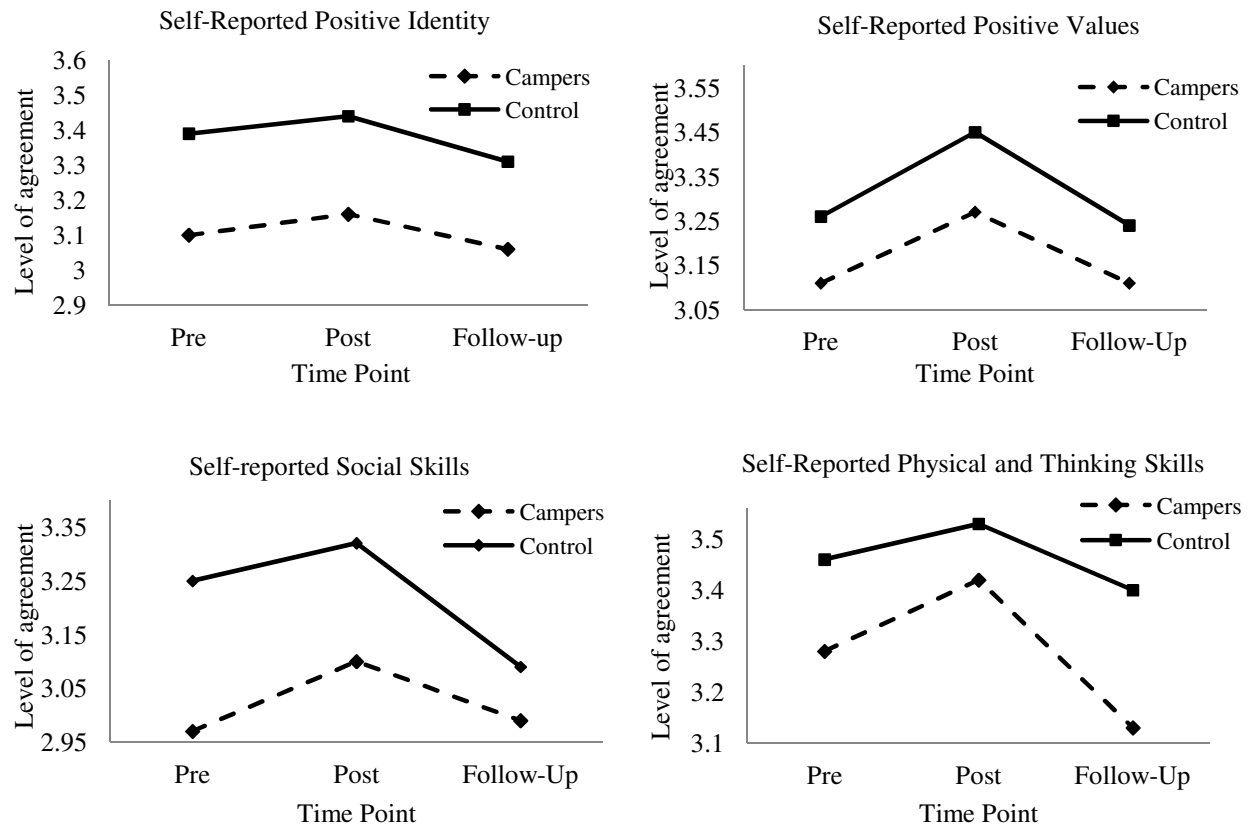 Self-Reported Positive Identity
Level of agreement
3.6
3.5
3.4
3.3
3.2
3.1
3
2.9
Campers
Control
Pre Post Follow-up
Time Point
Self-Reported Positive Values
Level of agreement
3.55
3.45
3.35
3.25
3.15
3.05
Campers
Control
Pre Post Follow-Up
Time Point
Self-reported Social Skills
Level of agreement
3.35
3.25
3.15
3.05
2.95
Campers
Control
Pre Post Follow-Up
Time Point
Self-Reported Physical and Thinking Skills
Level of agreement
3.5
3.4
3.3
3.2
3.1
Campers
Control
Pre Post Follow-Up
Time Point